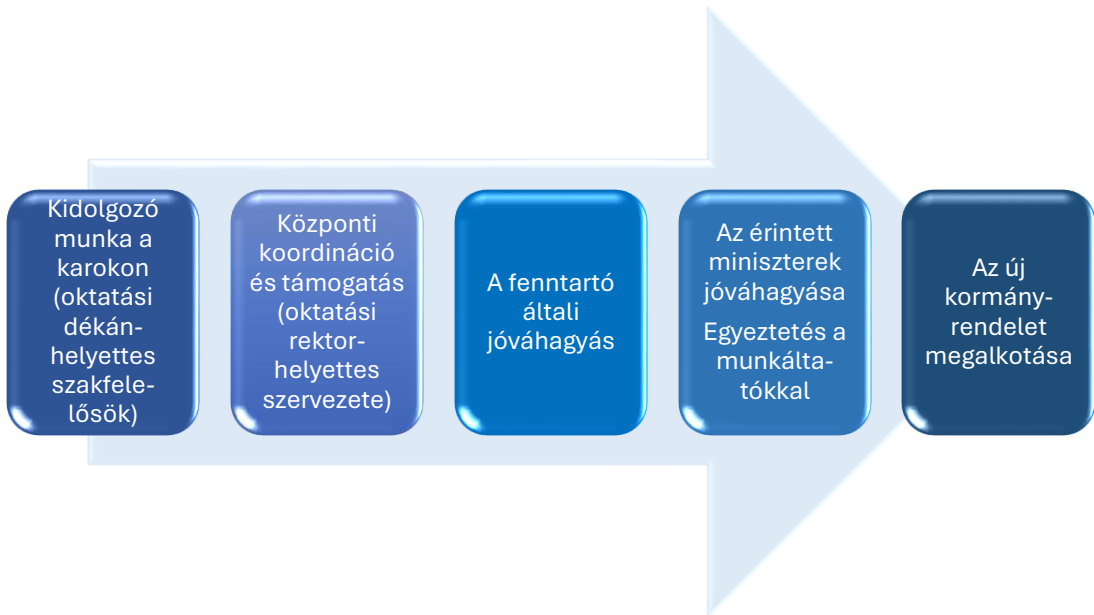 Kidolgozó
munka a
karokon
(oktatási
dékán-
helyettes
szakfele-
lősök)
Központi
koordináció
és támogatás
(oktatási
rektor-
helyettes
szervezete)
A fenntartó
általi
jóváhagyás
Az érintett
miniszterek
jóváhagyása
Egyeztetés a
munkálta-
tókkal
Az új
kormány-
rendelet
megalkotása